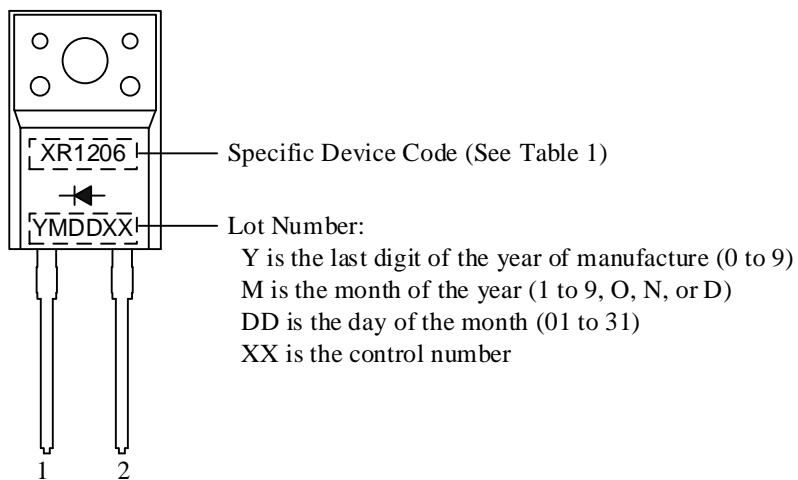 XR1206
Specific Device Code (See Table 1)
YMDDXX
Lot Number:
Y is the last digit of the year of manufacture (0 to 9)
M is the month of the year (1 to 9, O, N, or D)
DD is the day of the month (01 to 31)
XX is the control number
1 2